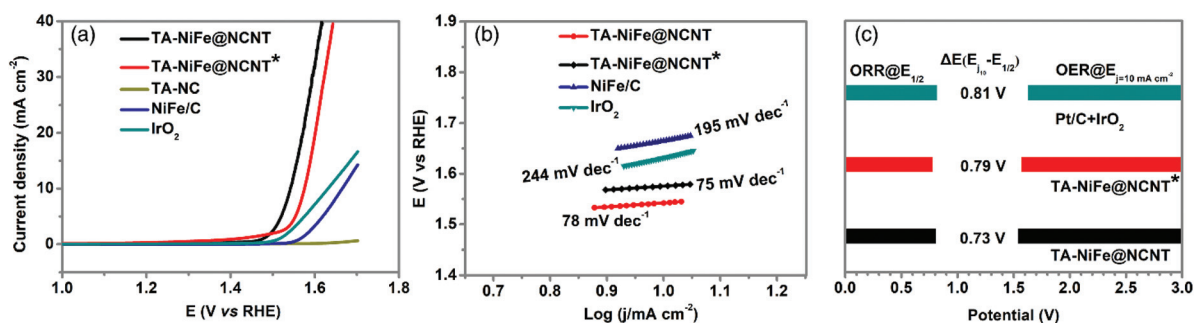 (a)
TA-NiFe@NCNT
TA-NiFe@NCNT*
TA-NC
NiFe/C
IrO₂
Current density (mA cm⁻²)
40
30
20
10
0
1.0
1.2
1.4
1.6
1.8
E (V vs RHE)
(b)
TA-NiFe@NCNT
TA-NiFe@NCNT*
NiFe/C
IrO₂
195 mV dec⁻¹
244 mV dec⁻¹
75 mV dec⁻¹
78 mV dec⁻¹
E (V vs RHE)
1.9
1.8
1.7
1.6
1.5
1.4
0.7
0.8
0.9
1.0
1.1
1.2
Log (j/mA cm⁻²)
(c)
ΔE(Ej₁₀-E1/2)
ORR@E1/2
OER@Ej=10 mA cm⁻²
0.81 V
Pt/C+IrO₂
0.79 V
TA-NiFe@NCNT*
0.73 V
TA-NiFe@NCNT
0.0
0.5
1.0
1.5
2.0
2.5
3.0
Potential (V)